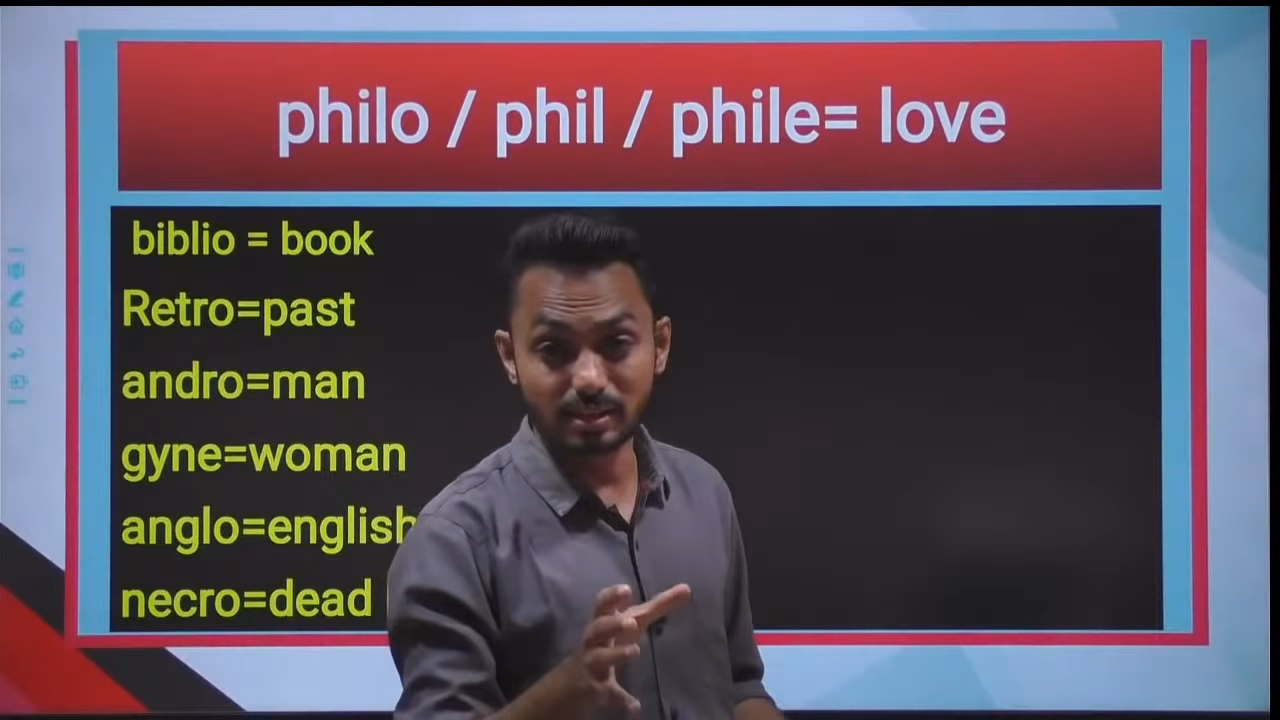 philo / phil / phile= love
biblio = book
Retro=past
andro=man
gyne=woman
anglo=english
necro=dead